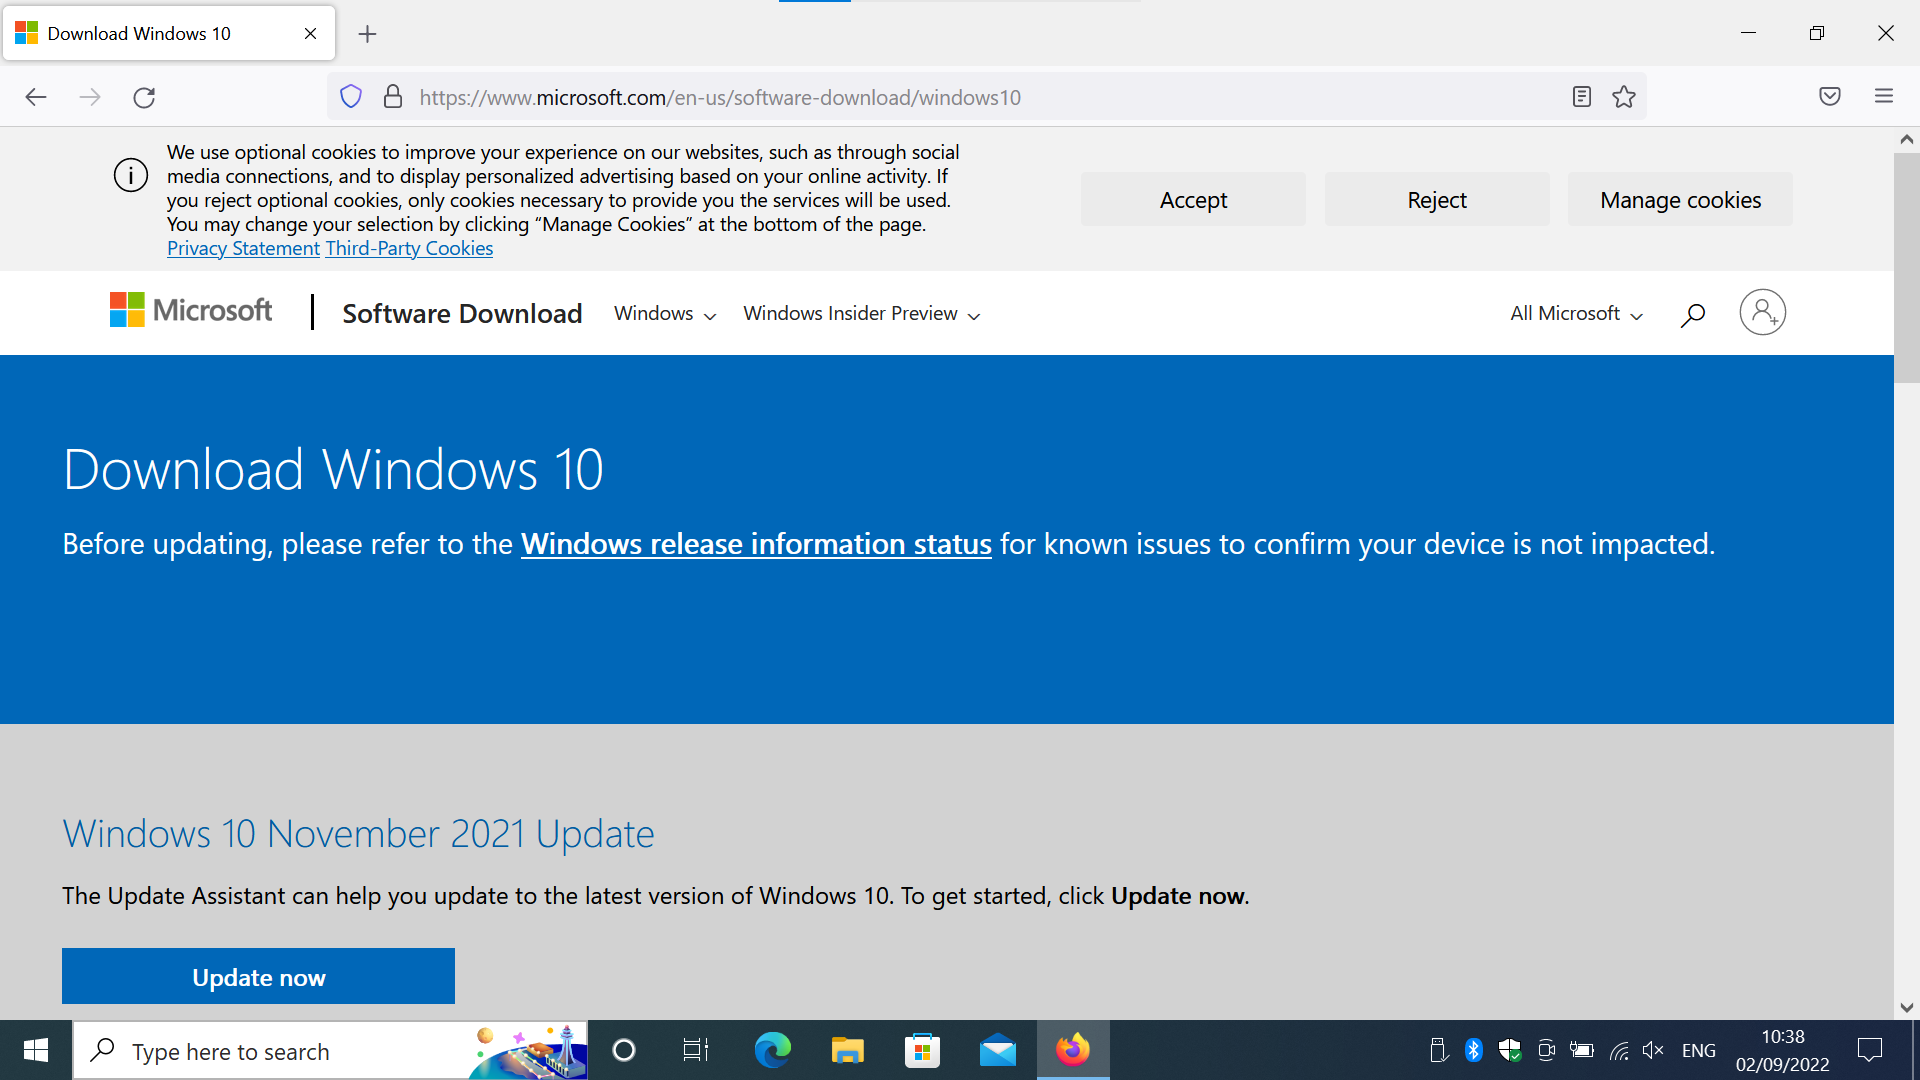 Download Windows 10
https://www.microsoft.com/en-us/software-download/windows10
We use optional cookies to improve your experience on our websites, such as through social
media connections, and to display personalized advertising based on your online activity. If
you reject optional cookies, only cookies necessary to provide you the services will be used.
You may change your selection by clicking “Manage Cookies” at the bottom of the page.
Privacy Statement Third-Party Cookies
Accept
Reject
Manage cookies
Microsoft
Software Download
Windows
Windows Insider Preview
All Microsoft
Download Windows 10
Before updating, please refer to the Windows release information status for known issues to confirm your device is not impacted.
Windows 10 November 2021 Update
The Update Assistant can help you update to the latest version of Windows 10. To get started, click Update now.
Update now
Type here to search
ENG
10:38
02/09/2022